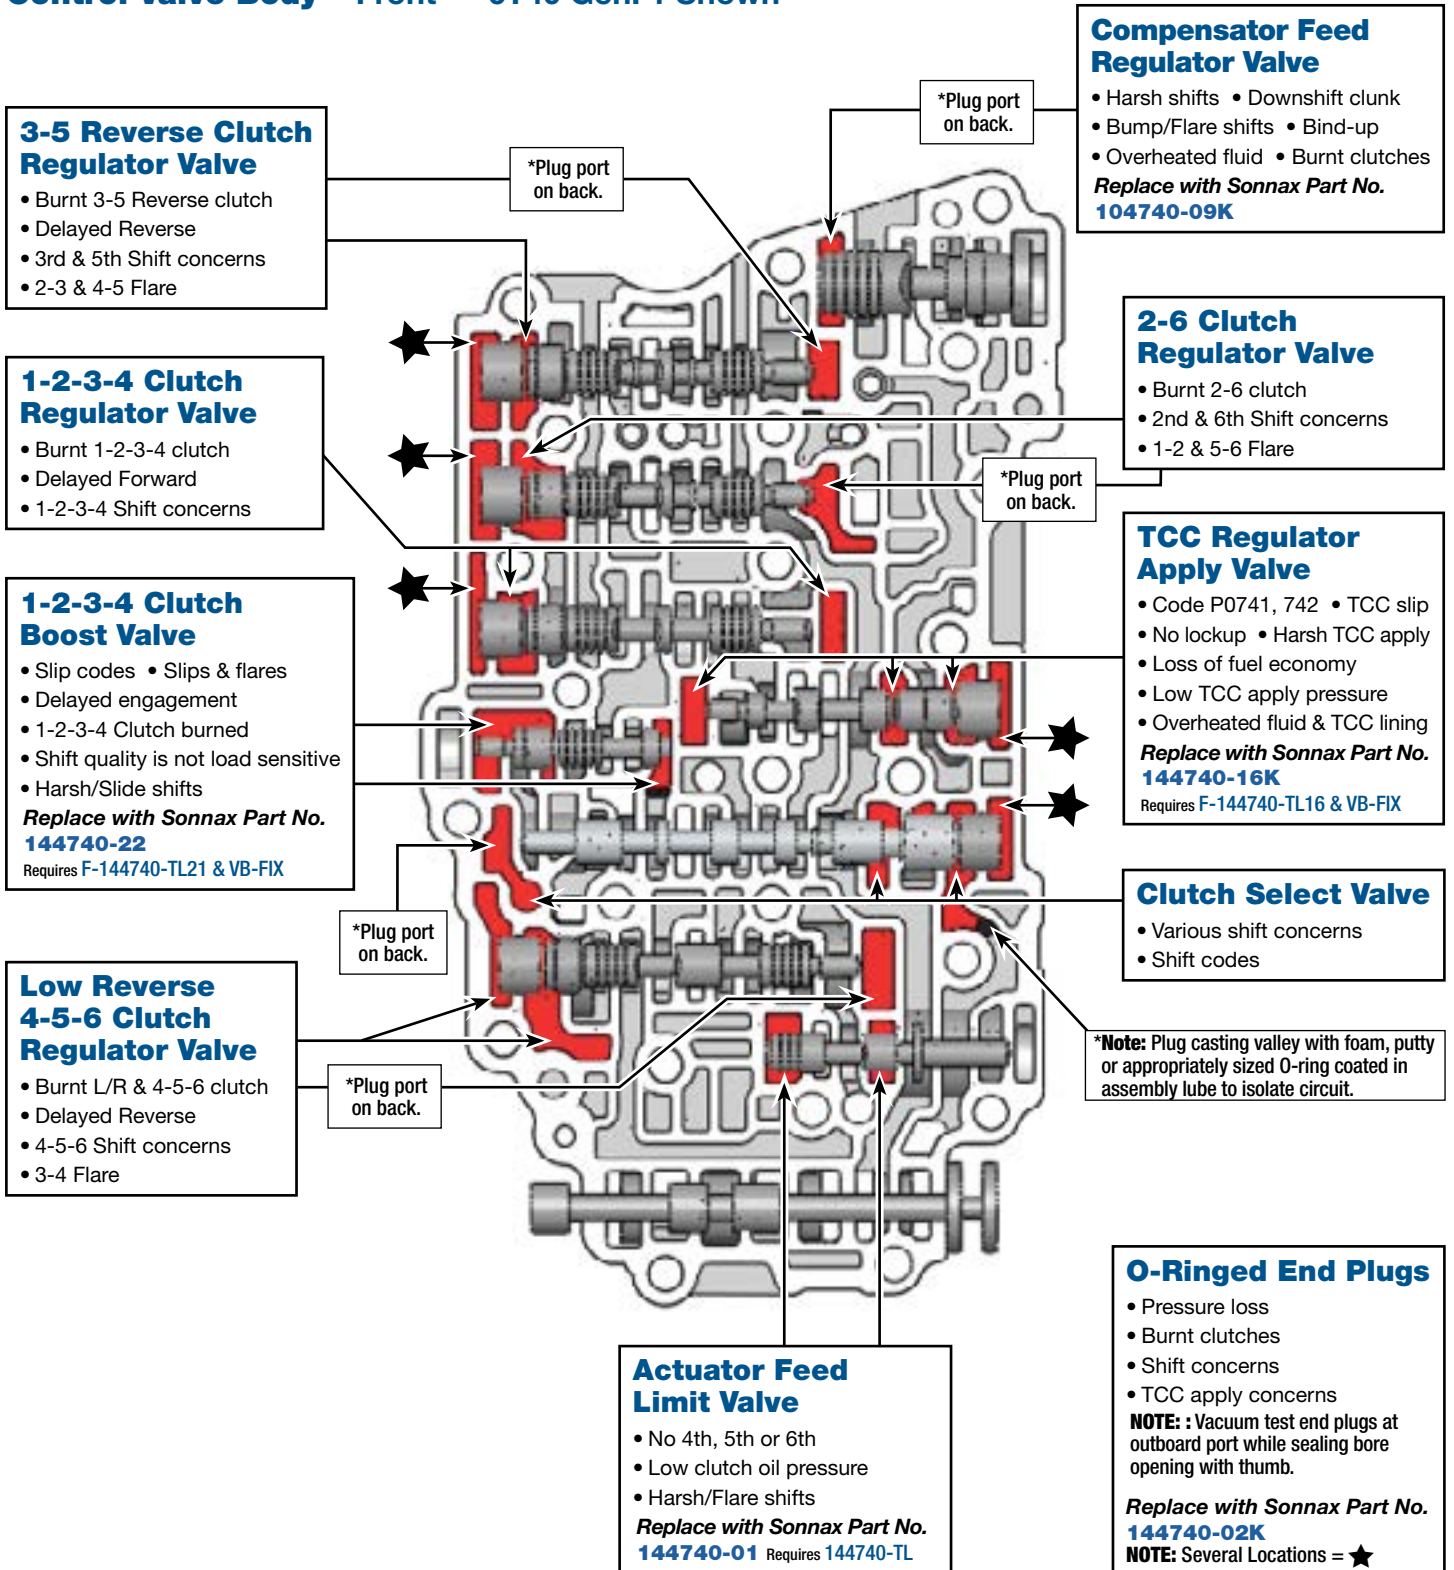 Compensator Feed
Regulator Valve
• Harsh shifts • Downshift clunk
• Bump/Flare shifts • Bind-up
• Overheated fluid • Burnt clutches
Replace with Sonnax Part No.
104740-09K
*Plug port
on back.
3-5 Reverse Clutch
Regulator Valve
• Burnt 3-5 Reverse clutch
• Delayed Reverse
• 3rd & 5th Shift concerns
• 2-3 & 4-5 Flare
*Plug port
on back.
2-6 Clutch
Regulator Valve
• Burnt 2-6 clutch
• 2nd & 6th Shift concerns
• 1-2 & 5-6 Flare
*Plug port
on back.
1-2-3-4 Clutch
Regulator Valve
• Burnt 1-2-3-4 clutch
• Delayed Forward
• 1-2-3-4 Shift concerns
TCC Regulator
Apply Valve
• Code P0741, 742 • TCC slip
• No lockup • Harsh TCC apply
• Loss of fuel economy
• Low TCC apply pressure
• Overheated fluid & TCC lining
Replace with Sonnax Part No.
144740-16K
Requires F-144740-TL16 & VB-FIX
1-2-3-4 Clutch
Boost Valve
• Slip codes • Slips & flares
• Delayed engagement
• 1-2-3-4 Clutch burned
• Shift quality is not load sensitive
• Harsh/Slide shifts
Replace with Sonnax Part No.
144740-22
Requires F-144740-TL21 & VB-FIX
Clutch Select Valve
• Various shift concerns
• Shift codes
*Plug port
on back.
Low Reverse
4-5-6 Clutch
Regulator Valve
• Burnt L/R & 4-5-6 clutch
• Delayed Reverse
• 4-5-6 Shift concerns
• 3-4 Flare
*Plug port
on back.
*Note: Plug casting valley with foam, putty
or appropriately sized O-ring coated in
assembly lube to isolate circuit.
Actuator Feed
Limit Valve
• No 4th, 5th or 6th
• Low clutch oil pressure
• Harsh/Flare shifts
Replace with Sonnax Part No.
144740-01 Requires 144740-TL
O-Ringed End Plugs
• Pressure loss
• Burnt clutches
• Shift concerns
• TCC apply concerns
NOTE: : Vacuum test end plugs at
outboard port while sealing bore
opening with thumb.
Replace with Sonnax Part No.
144740-02K
NOTE: Several Locations = ★